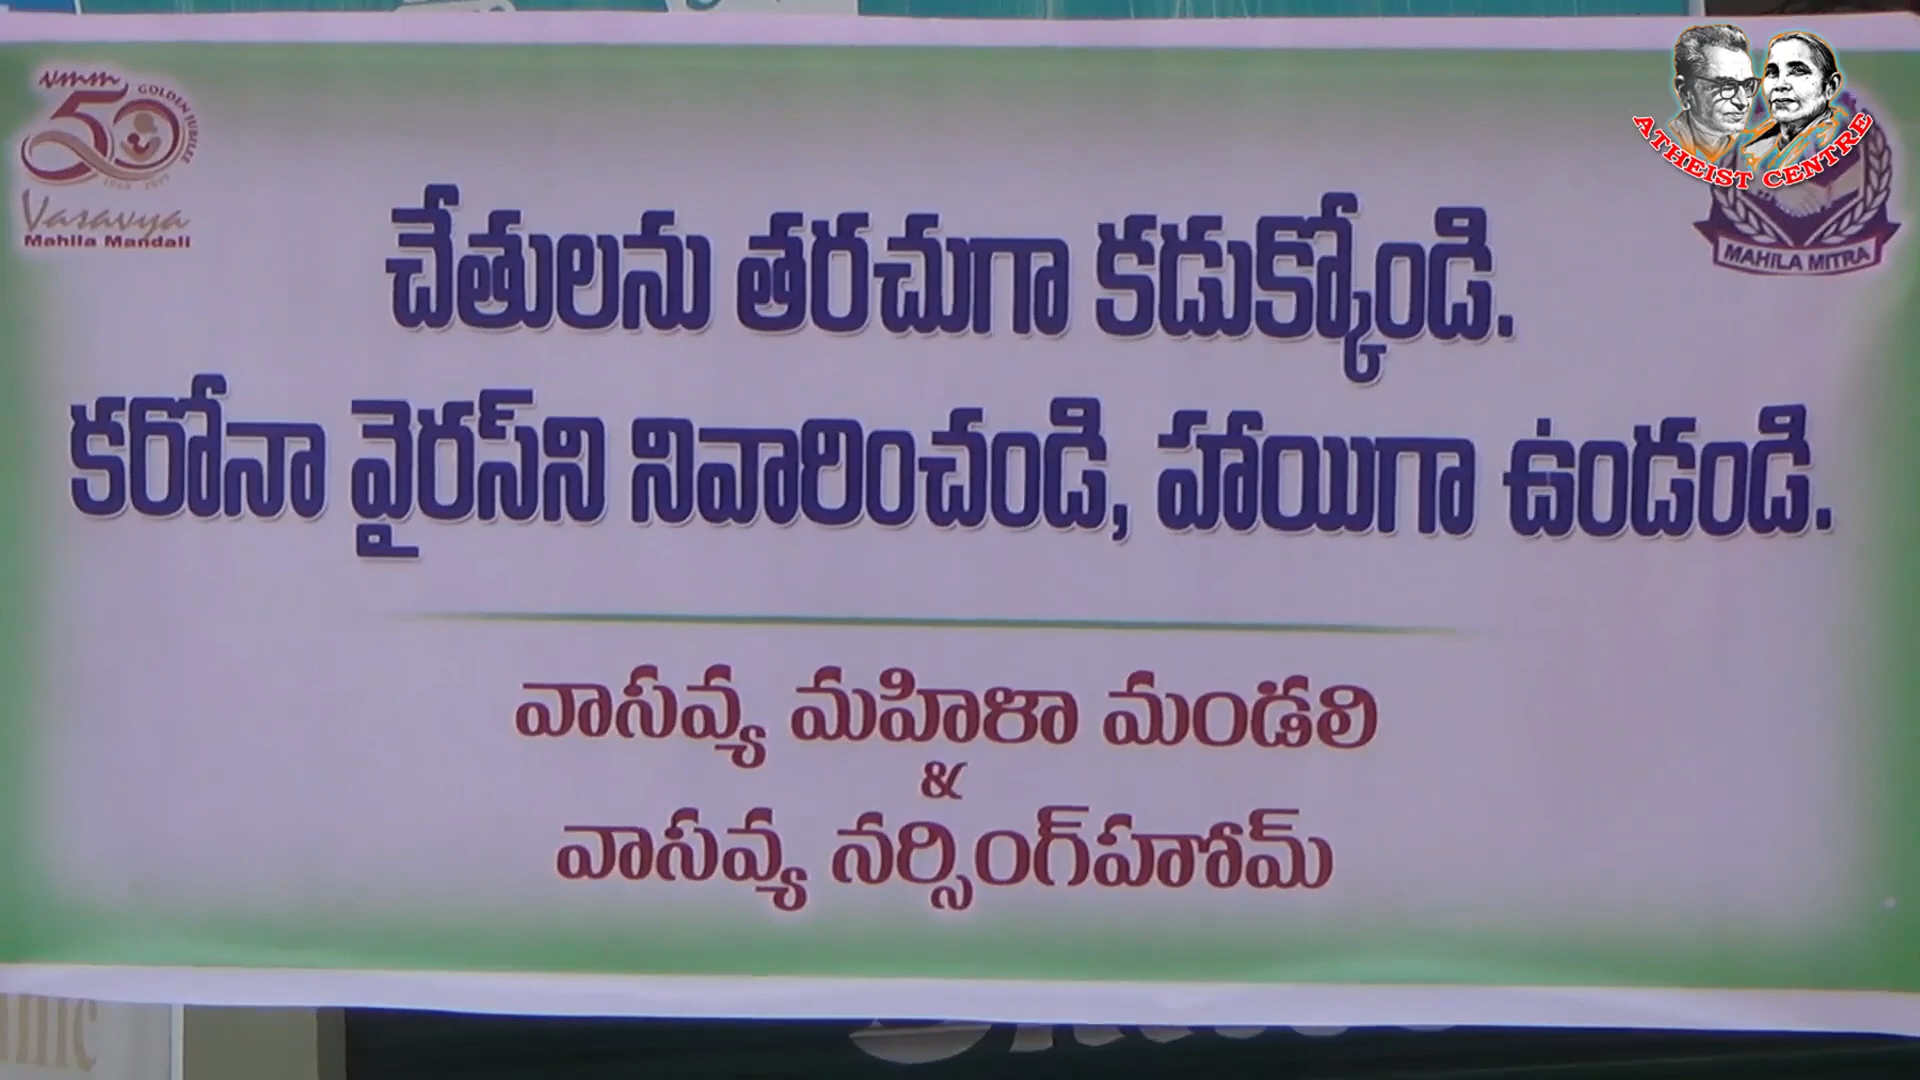 vmm
50
GOLDEN JUBILEE
Vasavya
Mahila Mandali
ATHEIST CENTRE
MAHILA MITRA
చేతులను తరచుగా కడుక్కోండి.
కరోనా వైరస్‌ని నివారించండి, హాయిగా ఉండండి.
వాసవ్య మహిళా మండలి
&
వాసవ్య నర్సింగ్‌హోమ్